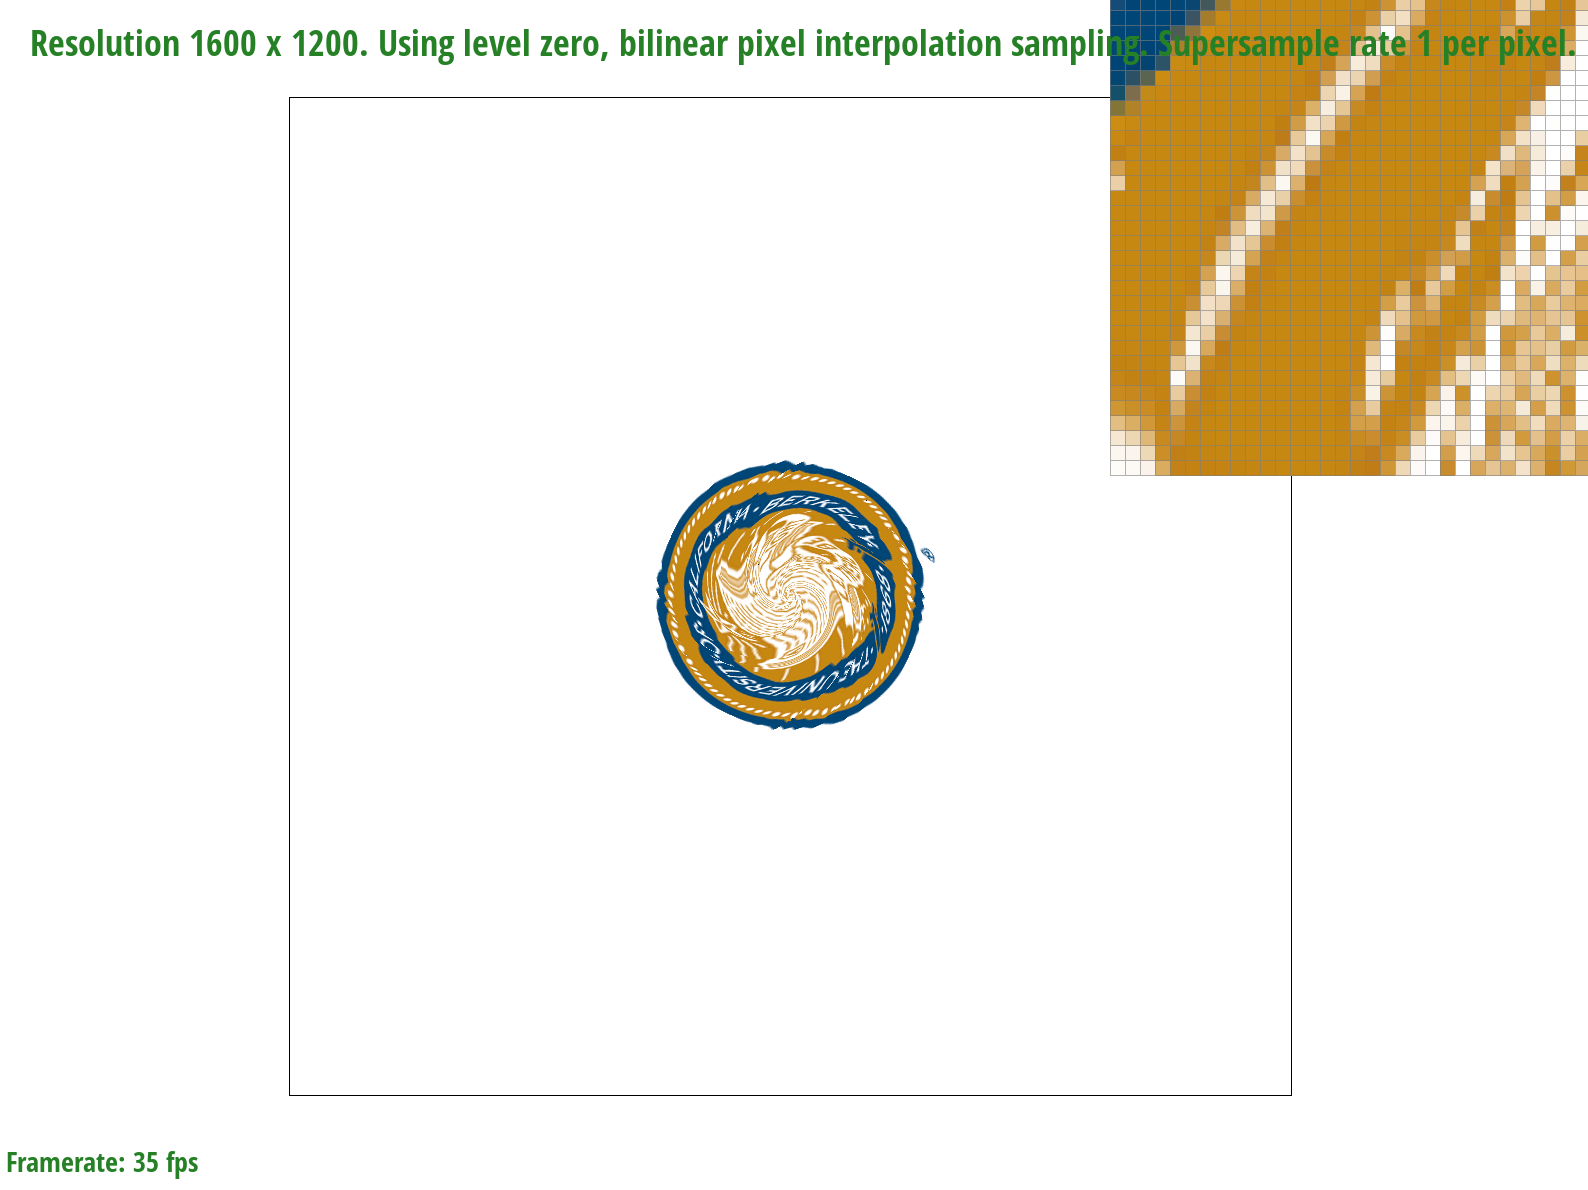 Resolution 1600 x 1200. Using level zero, bilinear pixel interpolation sampling. Supersample rate 1 per pixel.
THE UNIVERSITY OF CALIFORNIA · BERKELEY
1868
®
Framerate: 35 fps